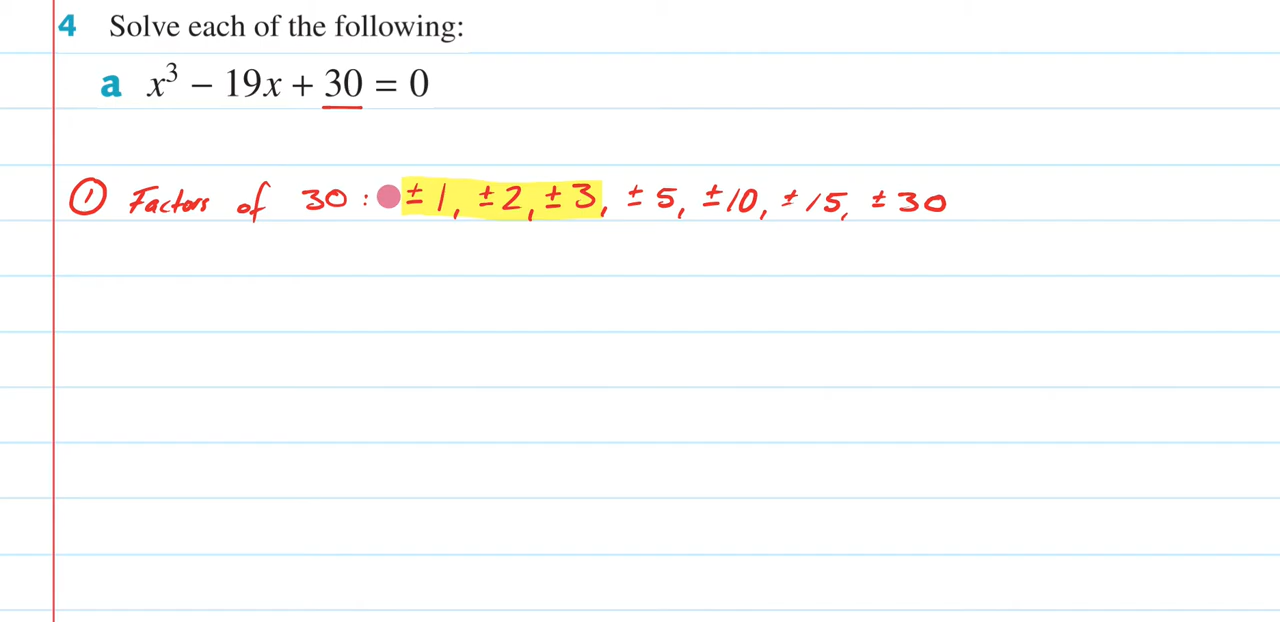 4 Solve each of the following:
a x³ − 19x + 30 = 0
① Factors of 30 : ± 1, ± 2, ± 3, ± 5, ± 10, ± 15, ± 30